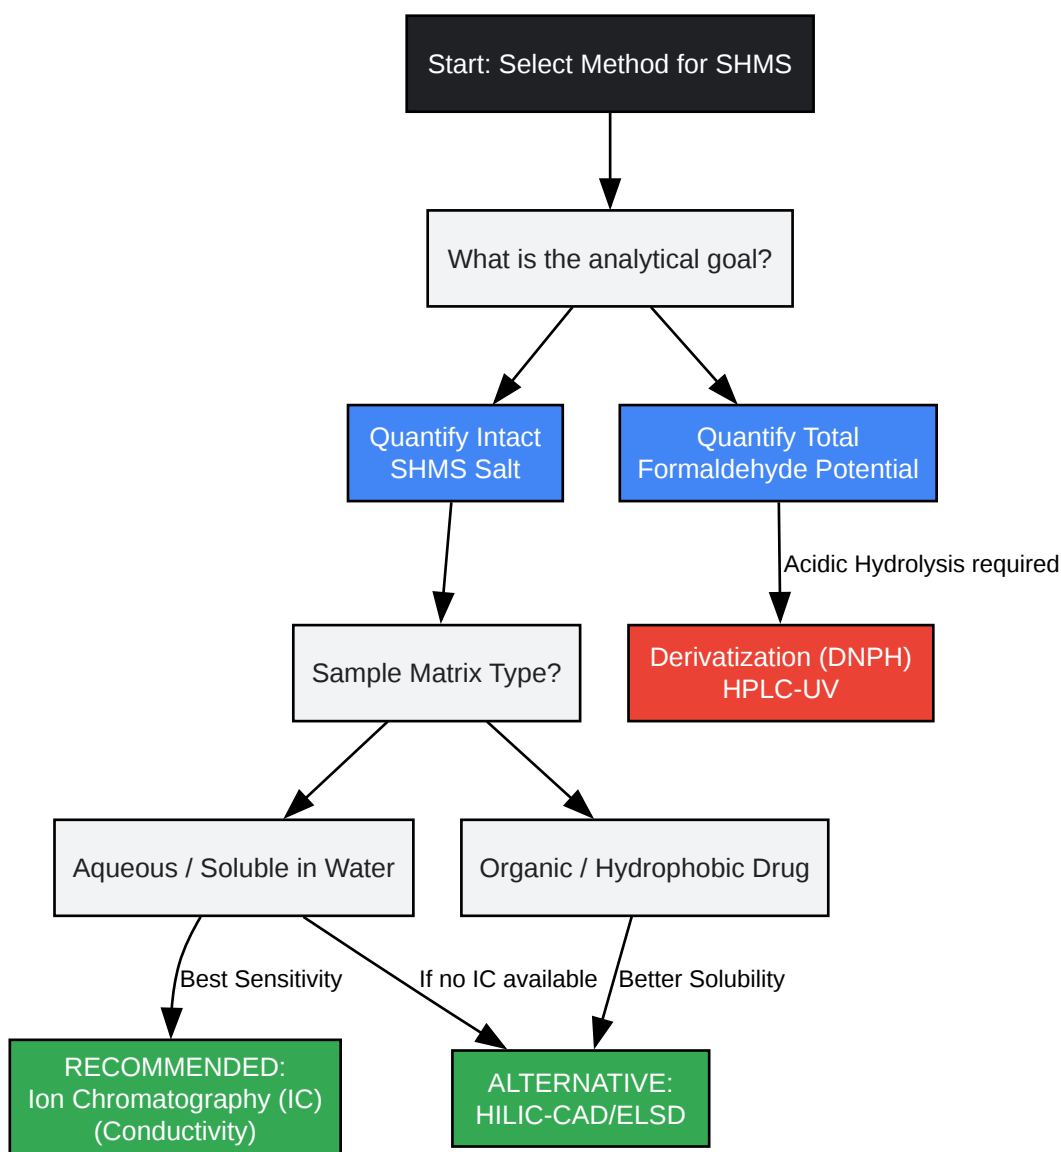 Start: Select Method for SHMS
What is the analytical goal?
Quantify Intact
SHMS Salt
Quantify Total
Formaldehyde Potential
Acidic Hydrolysis required
Sample Matrix Type?
Derivatization (DNPH)
HPLC-UV
Aqueous / Soluble in Water
Organic / Hydrophobic Drug
Best Sensitivity
If no IC available
Better Solubility
RECOMMENDED:
Ion Chromatography (IC)
(Conductivity)
ALTERNATIVE:
HILIC-CAD/ELSD